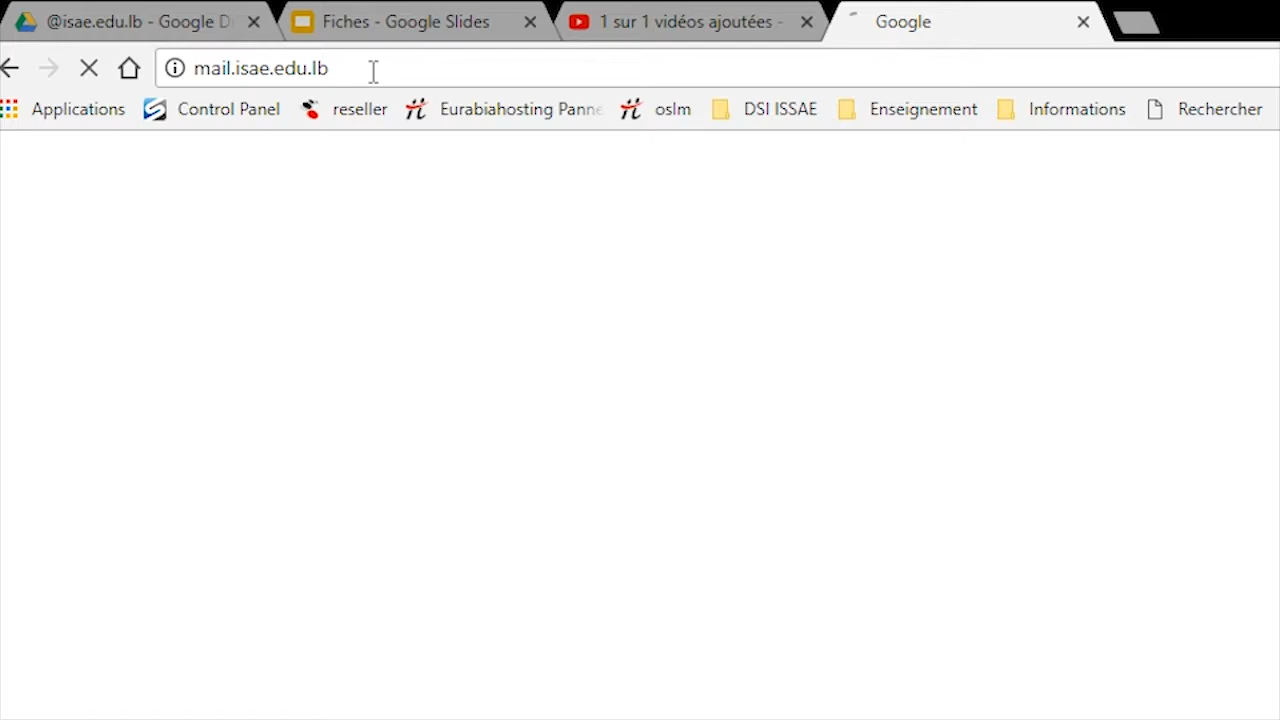 @isae.edu.lb - Google D Fiches - Google Slides 1 sur 1 vidéos ajoutées - Google
mail.isae.edu.lb
Applications Control Panel reseller Eurabiahosting Panne oslm DSI ISSAE Enseignement Informations Rechercher